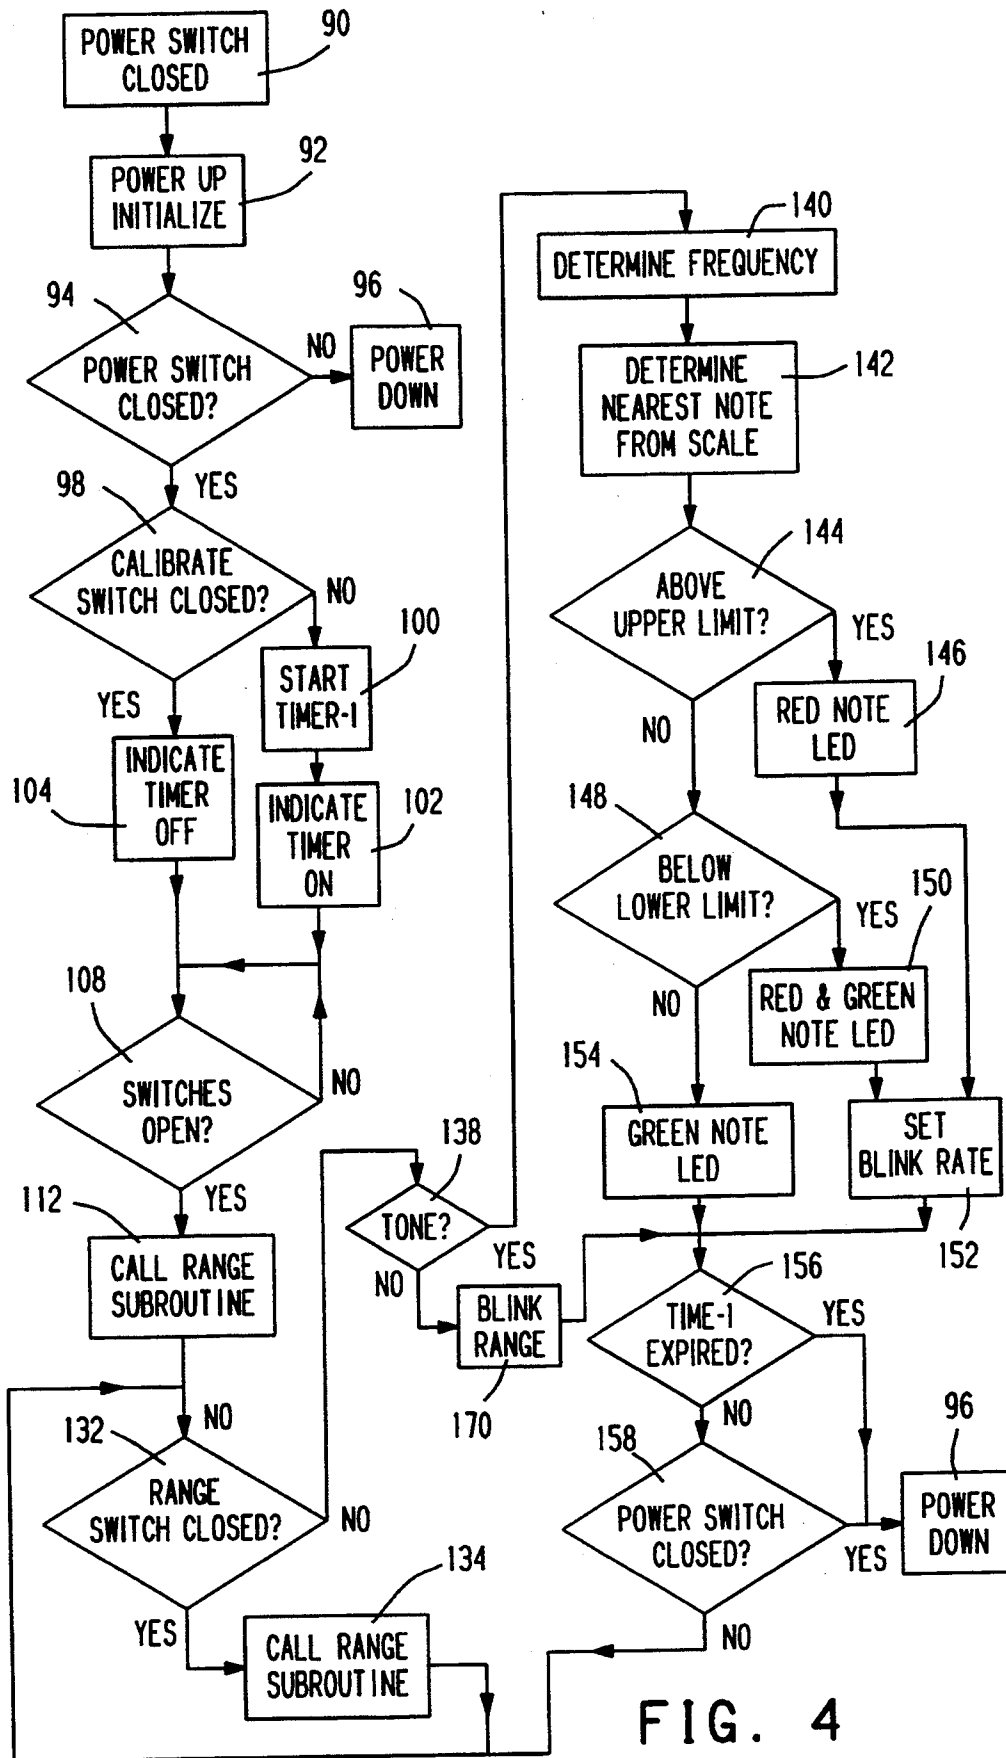 POWER SWITCH
CLOSED
90
POWER UP
INITIALIZE
92
94
POWER SWITCH
CLOSED?
NO
96
POWER
DOWN
YES
98
CALIBRATE
SWITCH CLOSED?
NO
100
START
TIMER-1
YES
104
INDICATE
TIMER
OFF
102
INDICATE
TIMER
ON
108
SWITCHES
OPEN?
NO
YES
112
CALL RANGE
SUBROUTINE
NO
132
RANGE
SWITCH CLOSED?
NO
YES
134
CALL RANGE
SUBROUTINE
138
TONE?
YES
NO
BLINK
RANGE
170
140
DETERMINE FREQUENCY
142
DETERMINE
NEAREST NOTE
FROM SCALE
144
ABOVE
UPPER LIMIT?
YES
146
RED NOTE
LED
NO
148
BELOW
LOWER LIMIT?
YES
150
RED & GREEN
NOTE LED
NO
154
GREEN NOTE
LED
SET
BLINK RATE
152
156
TIME-1
EXPIRED?
YES
NO
158
POWER SWITCH
CLOSED?
YES
96
POWER
DOWN
NO
FIG. 4